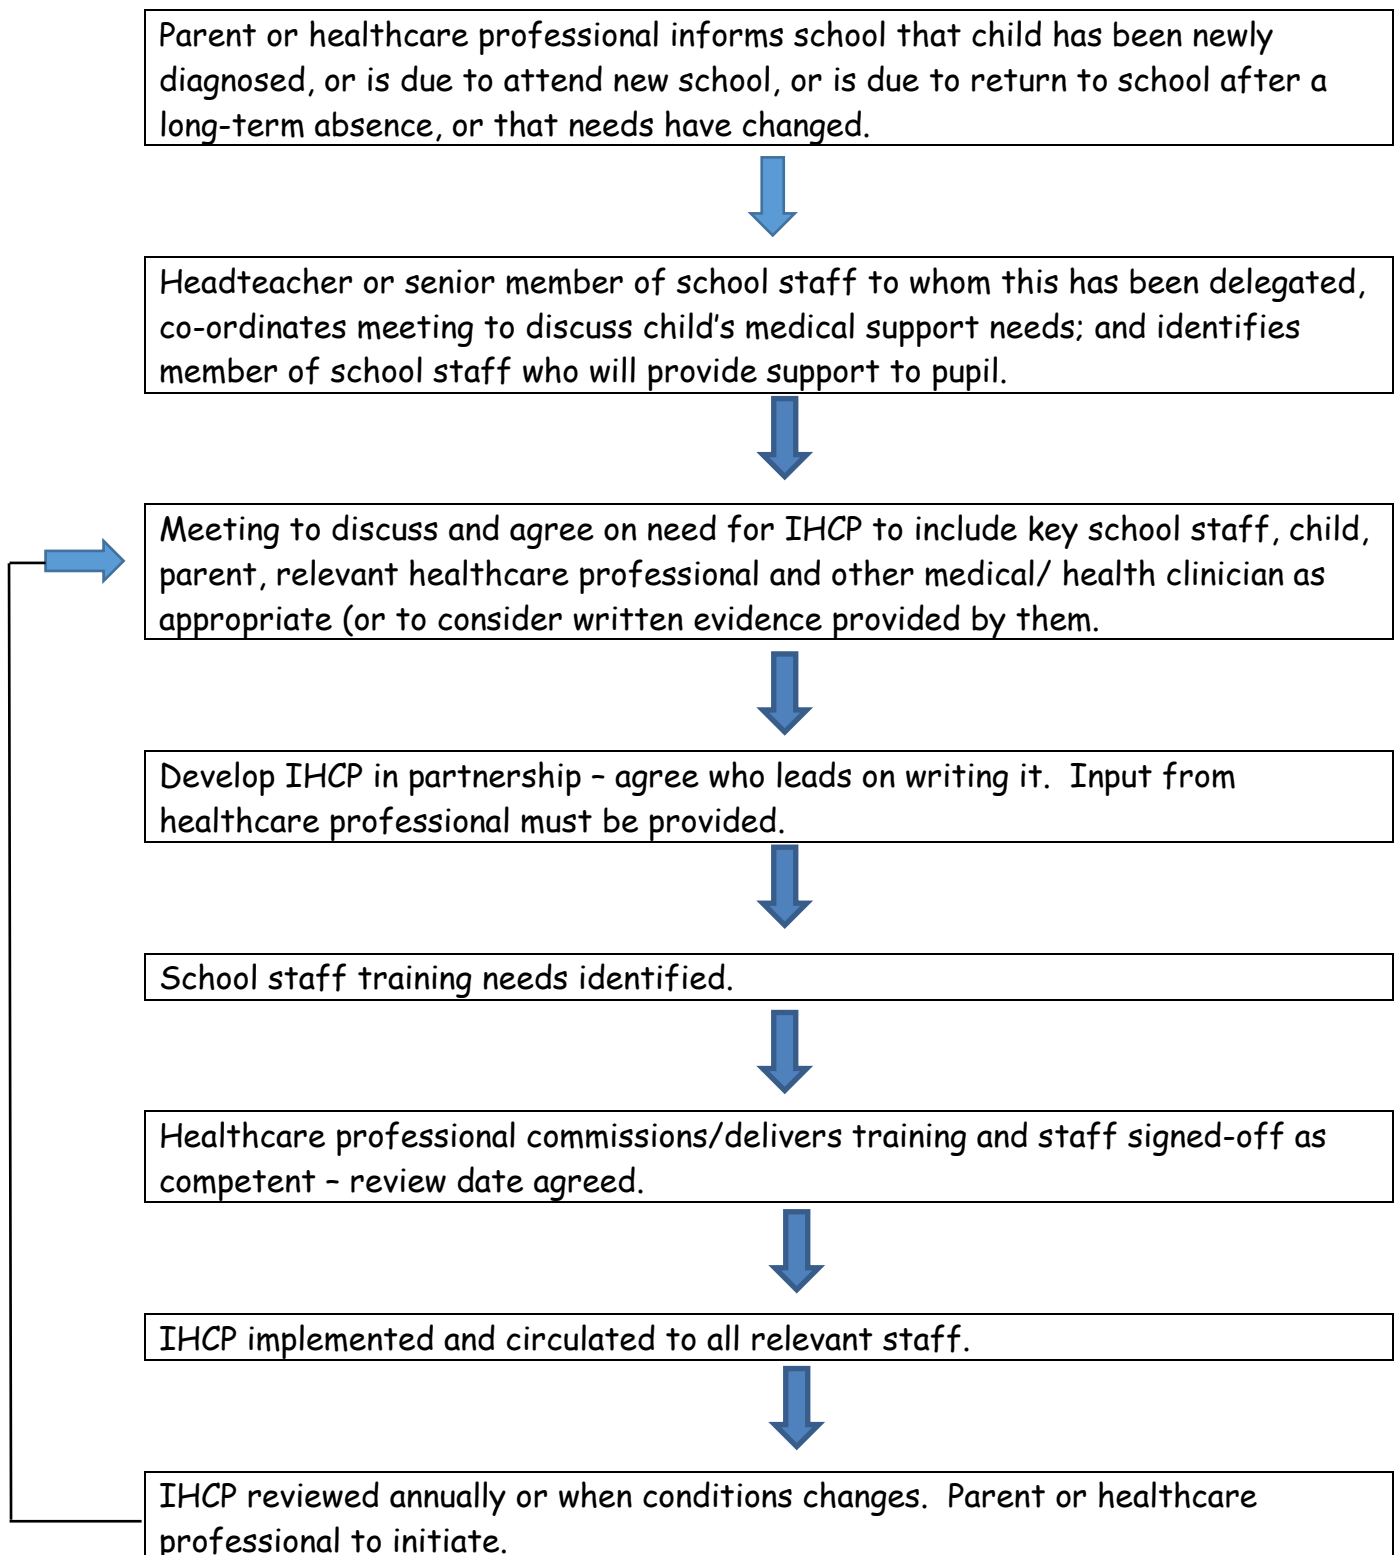 Parent or healthcare professional informs school that child has been newly
diagnosed, or is due to attend new school, or is due to return to school after a
long-term absence, or that needs have changed.
Headteacher or senior member of school staff to whom this has been delegated,
co-ordinates meeting to discuss child's medical support needs; and identifies
member of school staff who will provide support to pupil.
Meeting to discuss and agree on need for IHCP to include key school staff, child,
parent, relevant healthcare professional and other medical/ health clinician as
appropriate (or to consider written evidence provided by them.
Develop IHCP in partnership – agree who leads on writing it.  Input from
healthcare professional must be provided.
School staff training needs identified.
Healthcare professional commissions/delivers training and staff signed-off as
competent – review date agreed.
IHCP implemented and circulated to all relevant staff.
IHCP reviewed annually or when conditions changes.  Parent or healthcare
professional to initiate.